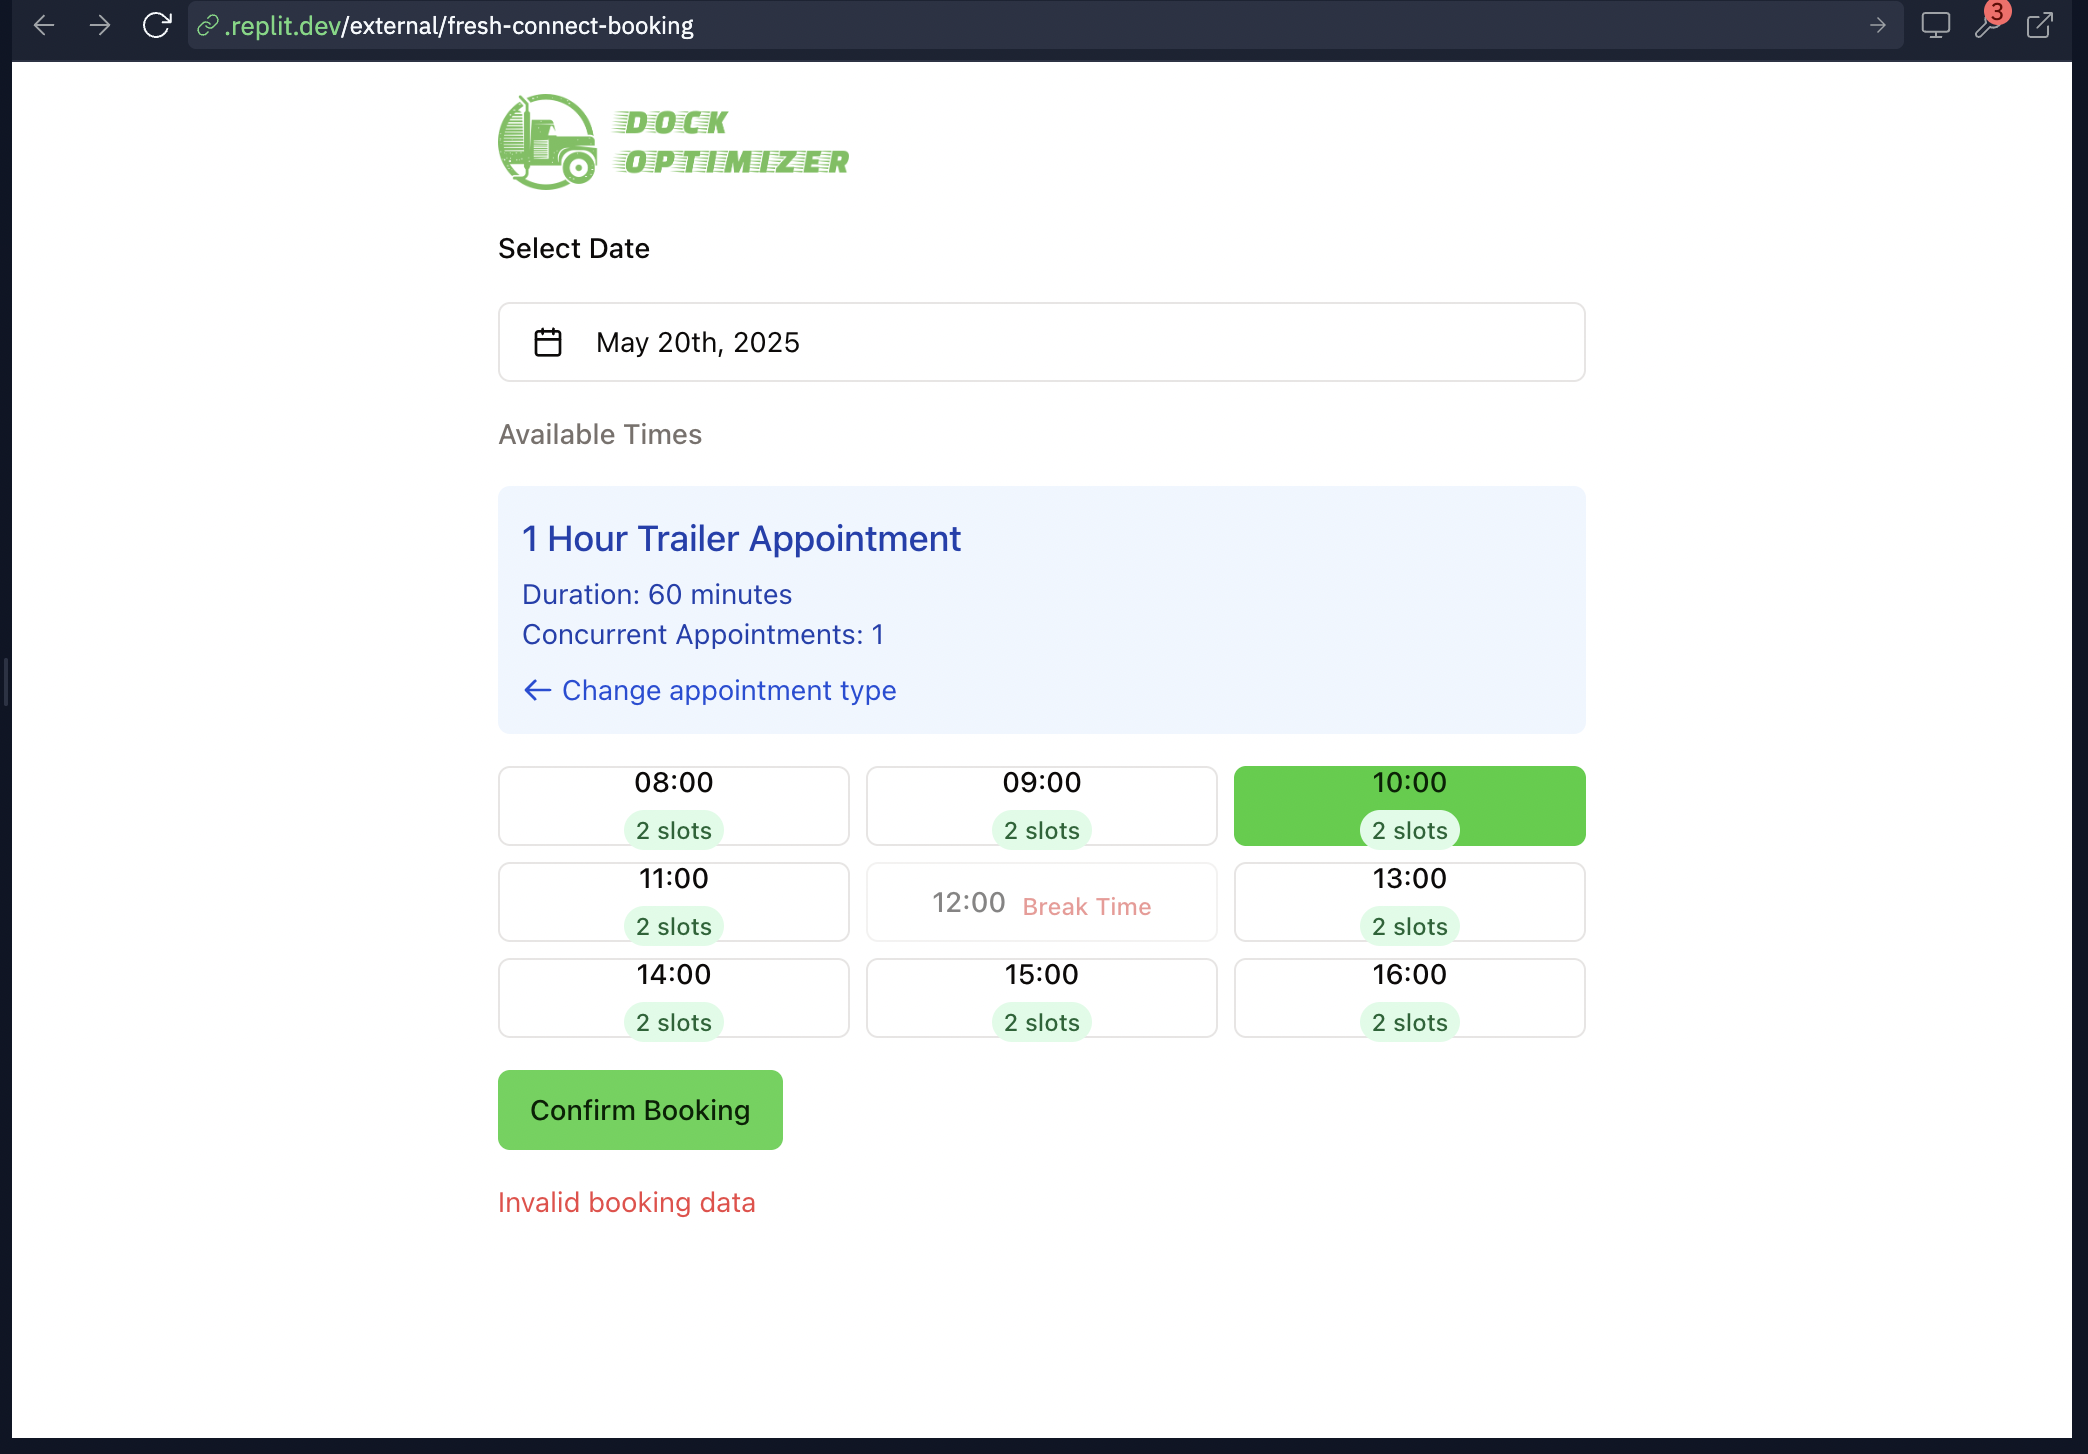 .replit.dev/external/fresh-connect-booking
3
DOCK
OPTIMIZER
Select Date
May 20th, 2025
Available Times
1 Hour Trailer Appointment
Duration: 60 minutes
Concurrent Appointments: 1
← Change appointment type
08:00
2 slots
09:00
2 slots
10:00
2 slots
11:00
2 slots
12:00 Break Time
13:00
2 slots
14:00
2 slots
15:00
2 slots
16:00
2 slots
Confirm Booking
Invalid booking data